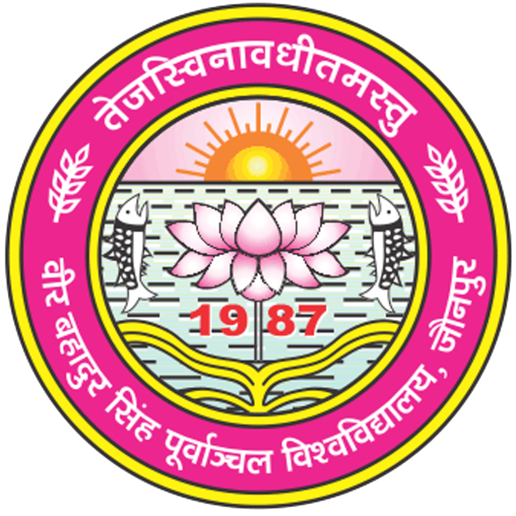 तेजस्विनावधीतमस्तु
1987
वीर बहादुर सिंह पूर्वाञ्चल विश्वविद्यालय, जौनपुर